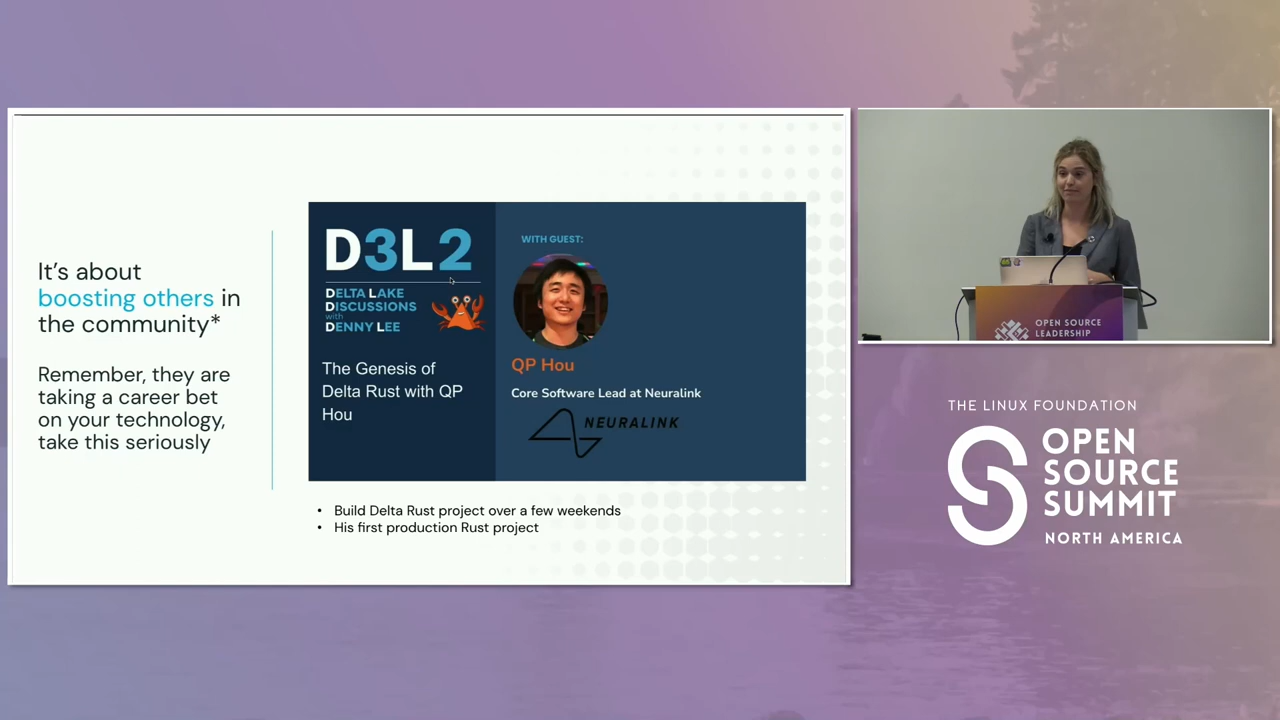 It's about
boosting others in
the community*
Remember, they are
taking a career bet
on your technology,
take this seriously
D3L2
DELTA LAKE
DISCUSSIONS
with
DENNY LEE
The Genesis of
Delta Rust with QP
Hou
WITH GUEST:
QP Hou
Core Software Lead at Neuralink
NEURALINK
• Build Delta Rust project over a few weekends
• His first production Rust project
OPEN SOURCE
LEADERSHIP
THE LINUX FOUNDATION
OPEN
SOURCE
SUMMIT
NORTH AMERICA